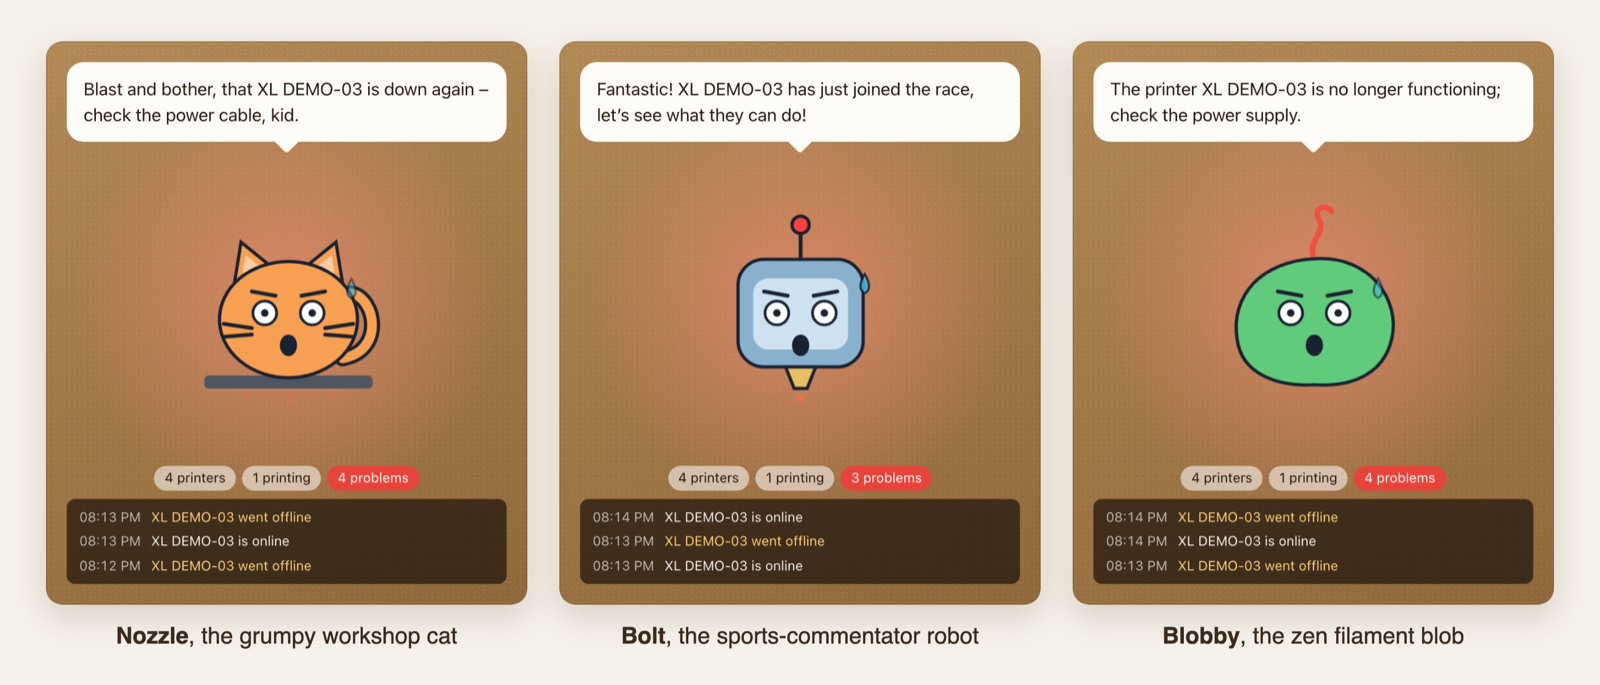 Blast and bother, that XL DEMO-03 is down again –
check the power cable, kid.
4 printers 1 printing 4 problems
08:13 PM XL DEMO-03 went offline
08:13 PM XL DEMO-03 is online
08:12 PM XL DEMO-03 went offline
Nozzle, the grumpy workshop cat
Fantastic! XL DEMO-03 has just joined the race,
let’s see what they can do!
4 printers 1 printing 3 problems
08:14 PM XL DEMO-03 is online
08:13 PM XL DEMO-03 went offline
08:13 PM XL DEMO-03 is online
Bolt, the sports-commentator robot
The printer XL DEMO-03 is no longer functioning;
check the power supply.
4 printers 1 printing 4 problems
08:14 PM XL DEMO-03 went offline
08:14 PM XL DEMO-03 is online
08:13 PM XL DEMO-03 went offline
Blobby, the zen filament blob